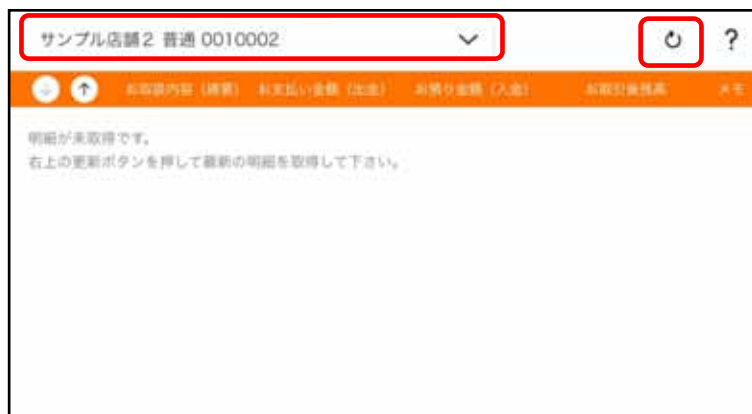 サンプル店舗2 普通 0010002
?
お取扱内容(摘要) お支払い金額(出金) お預り金額(入金) お取引後残高 メモ
明細が未取得です。
右上の更新ボタンを押して最新の明細を取得して下さい。